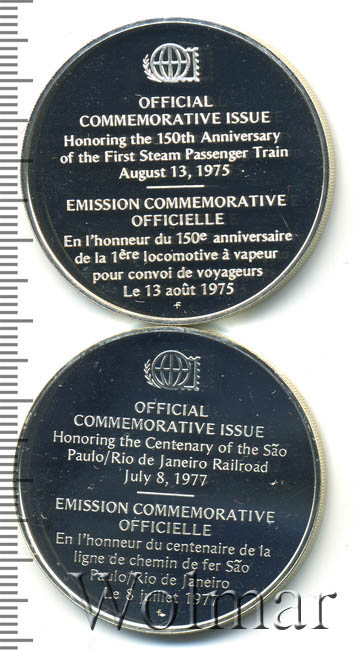 OFFICIAL
COMMEMORATIVE ISSUE
Honoring the 150th Anniversary
of the First Steam Passenger Train
August 13, 1975
EMISSION COMMEMORATIVE
OFFICIELLE
En l'honneur du 150e anniversaire
de la 1ère locomotive à vapeur
pour convoi de voyageurs
Le 13 août 1975
OFFICIAL
COMMEMORATIVE ISSUE
Honoring the Centenary of the São
Paulo/Rio de Janeiro Railroad
July 8, 1977
EMISSION COMMEMORATIVE
OFFICIELLE
En l'honneur du centenaire de la
ligne de chemin de fer São
Paulo/Rio de Janeiro
Le 8 juillet 1977
Wolmar